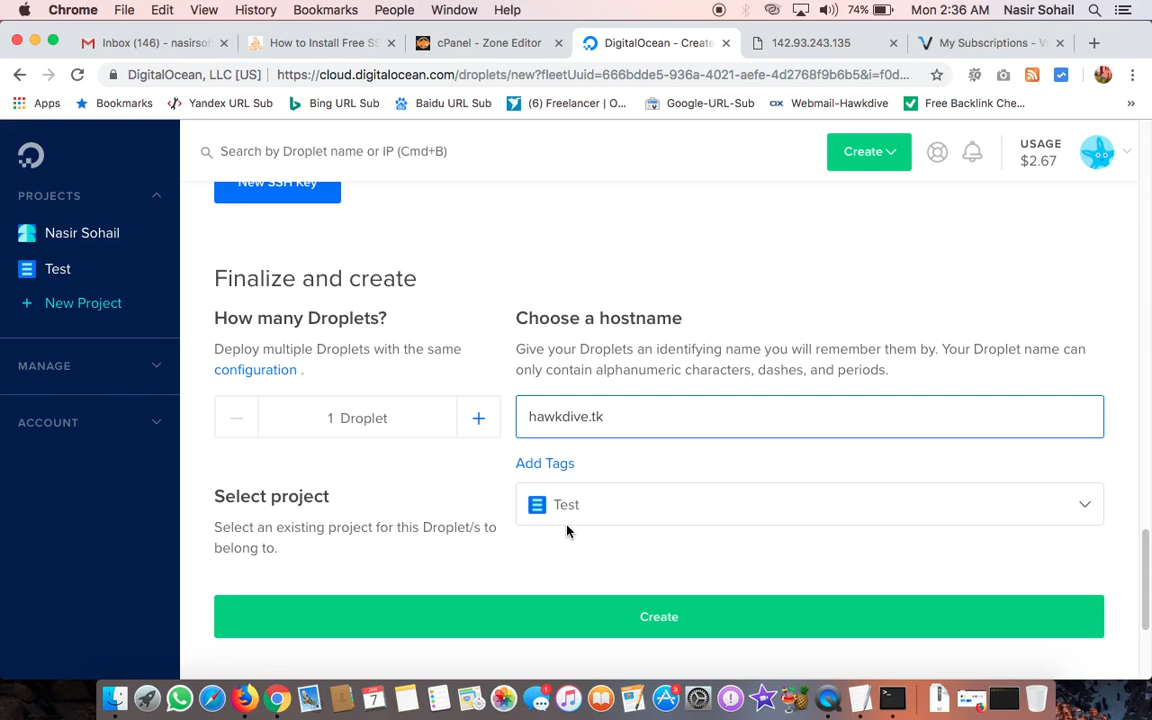 Chrome File Edit View History Bookmarks People Window Help 74% Mon 2:36 AM Nasir Sohail
Inbox (146) - nasirsoh × How to Install Free SS × cPanel - Zone Editor × DigitalOcean - Create × 142.93.243.135 × My Subscriptions - V ×
DigitalOcean, LLC [US] https://cloud.digitalocean.com/droplets/new?fleetUuid=666bdde5-936a-4021-aefe-4d2768f9b6b5&i=f0d...
Apps Bookmarks Yandex URL Sub Bing URL Sub Baidu URL Sub (6) Freelancer | O... Google-URL-Sub Webmail-Hawkdive Free Backlink Che... »
Search by Droplet name or IP (Cmd+B)
Create
USAGE
$2.67
PROJECTS
Nasir Sohail
Test
+ New Project
MANAGE
ACCOUNT
New SSH Key
Finalize and create
How many Droplets?
Deploy multiple Droplets with the same
configuration .
1 Droplet
Choose a hostname
Give your Droplets an identifying name you will remember them by. Your Droplet name can
only contain alphanumeric characters, dashes, and periods.
hawkdive.tk
Add Tags
Select project
Select an existing project for this Droplet/s to
belong to.
Test
Create